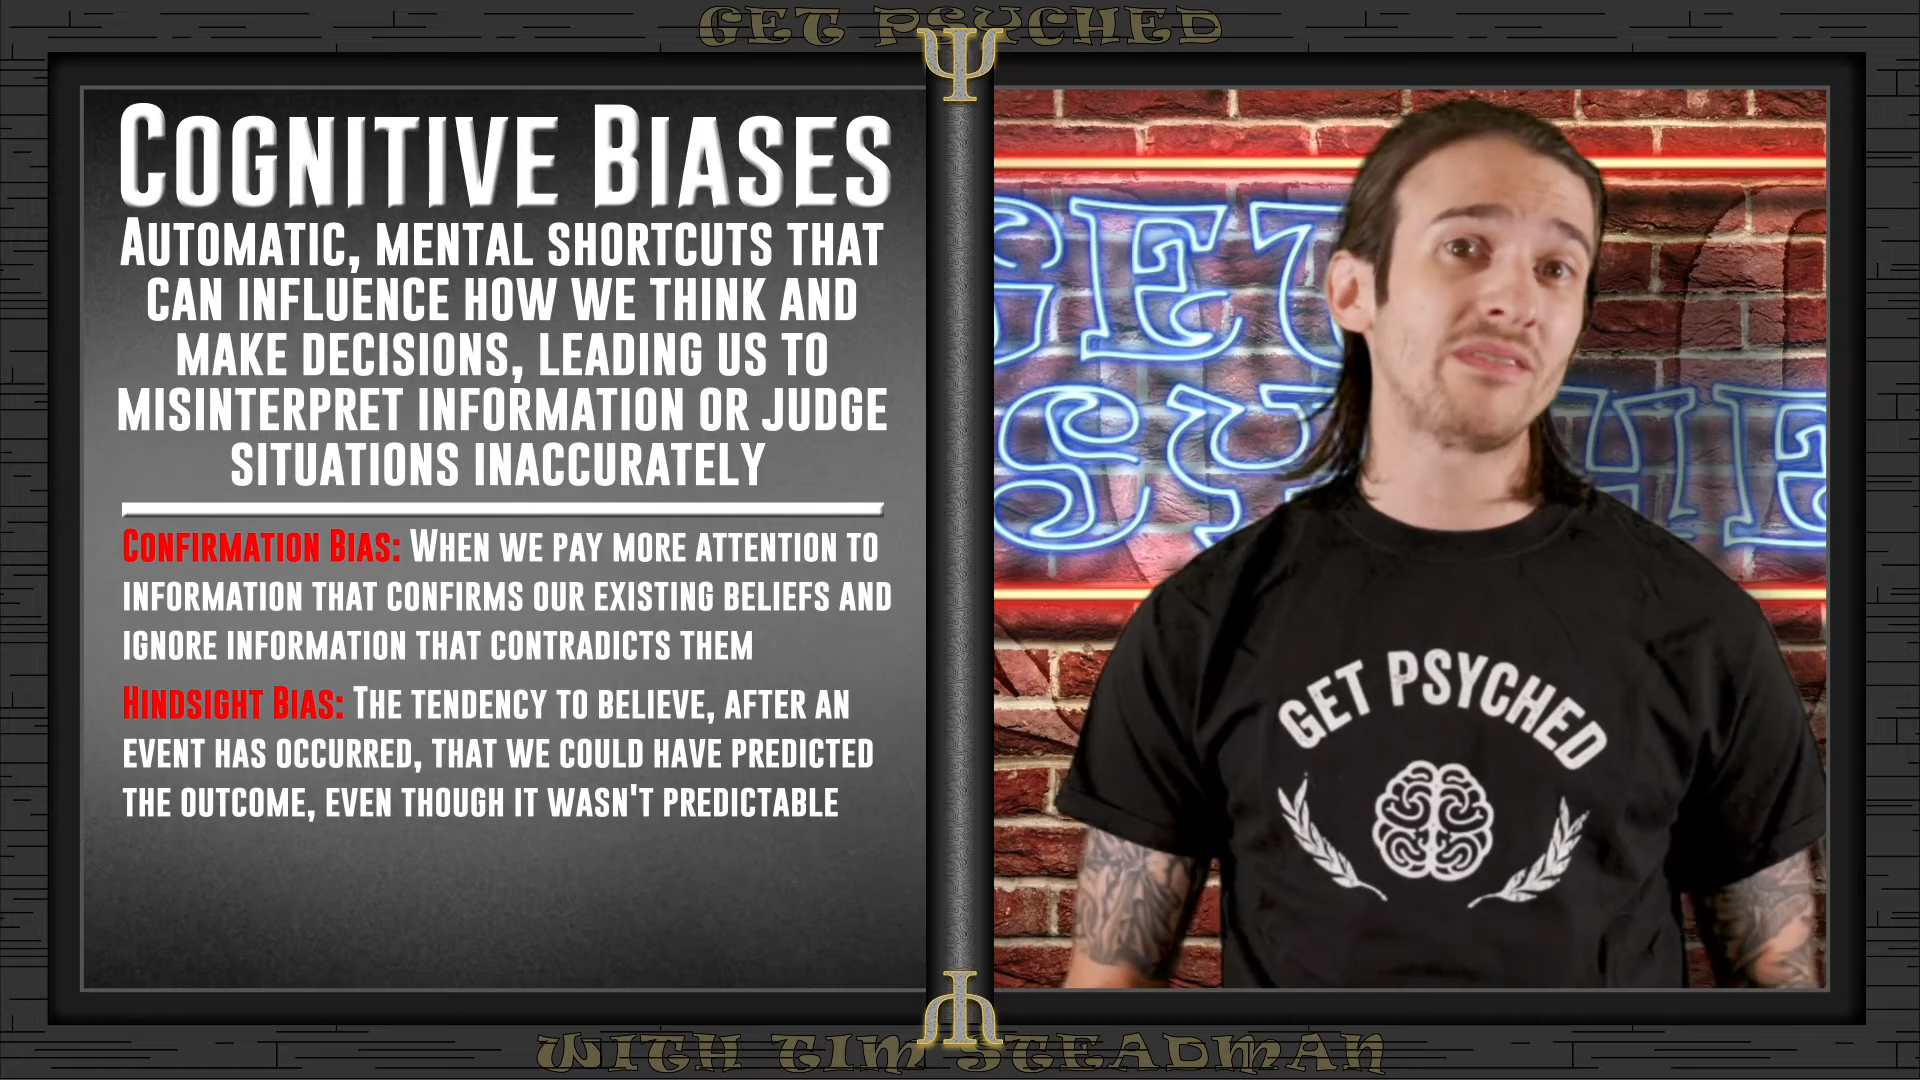 GET PSYCHED
COGNITIVE BIASES
AUTOMATIC, MENTAL SHORTCUTS THAT
CAN INFLUENCE HOW WE THINK AND
MAKE DECISIONS, LEADING US TO
MISINTERPRET INFORMATION OR JUDGE
SITUATIONS INACCURATELY
CONFIRMATION BIAS: WHEN WE PAY MORE ATTENTION TO
INFORMATION THAT CONFIRMS OUR EXISTING BELIEFS AND
IGNORE INFORMATION THAT CONTRADICTS THEM
HINDSIGHT BIAS: THE TENDENCY TO BELIEVE, AFTER AN
EVENT HAS OCCURRED, THAT WE COULD HAVE PREDICTED
THE OUTCOME, EVEN THOUGH IT WASN'T PREDICTABLE
GET
PSYCHED
GET PSYCHED
WITH TIM STEADMAN